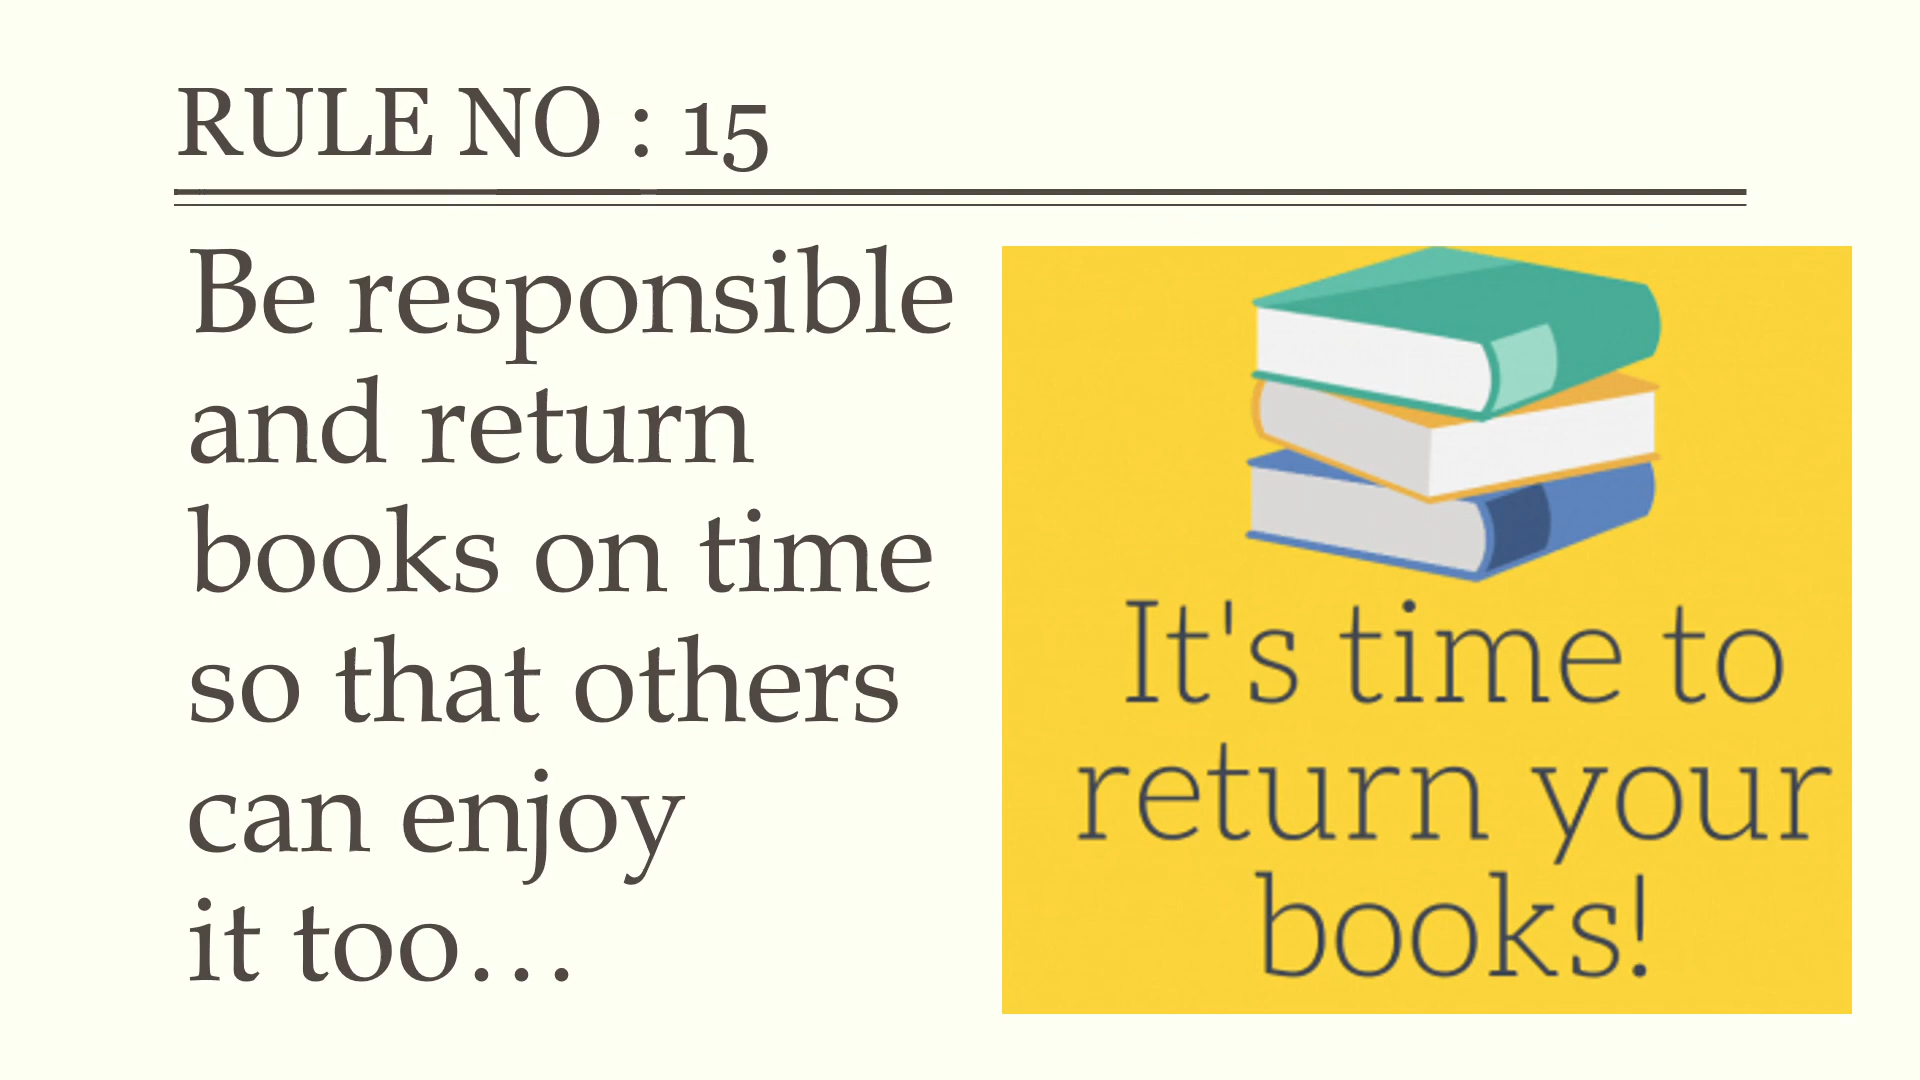 RULE NO : 15
Be responsible
and return
books on time
so that others
can enjoy
it too…
It's time to
return your
books!